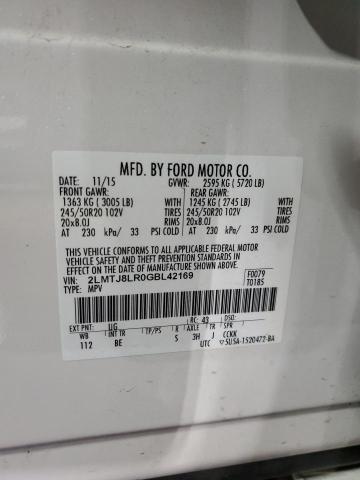 MFD. BY FORD MOTOR CO.
DATE: 11/15 GVWR: 2595 KG ( 5720 LB)
FRONT GAWR: REAR GAWR:
1363 KG ( 3005 LB) WITH 1245 KG ( 2745 LB) WITH
245/50R20 102V TIRES 245/50R20 102V TIRES
20x8.0J RIMS 20x8.0J RIMS
AT 230 kPa/ 33 PSI COLD AT 230 kPa/ 33 PSI COLD
THIS VEHICLE CONFORMS TO ALL APPLICABLE FEDERAL MOTOR
VEHICLE SAFETY AND THEFT PREVENTION STANDARDS IN
EFFECT ON THE DATE OF MANUFACTURE SHOWN ABOVE.
VIN: 2LMTJ8LR0GBL42169 F0079
TYPE: MPV T0185
EXT PNT: UG RC: 43 DSO:
WB INT TR TP/PS R AXLE TR SPR
112 BE S 3H J CCKK
UTC 5U5A-1520472-BA